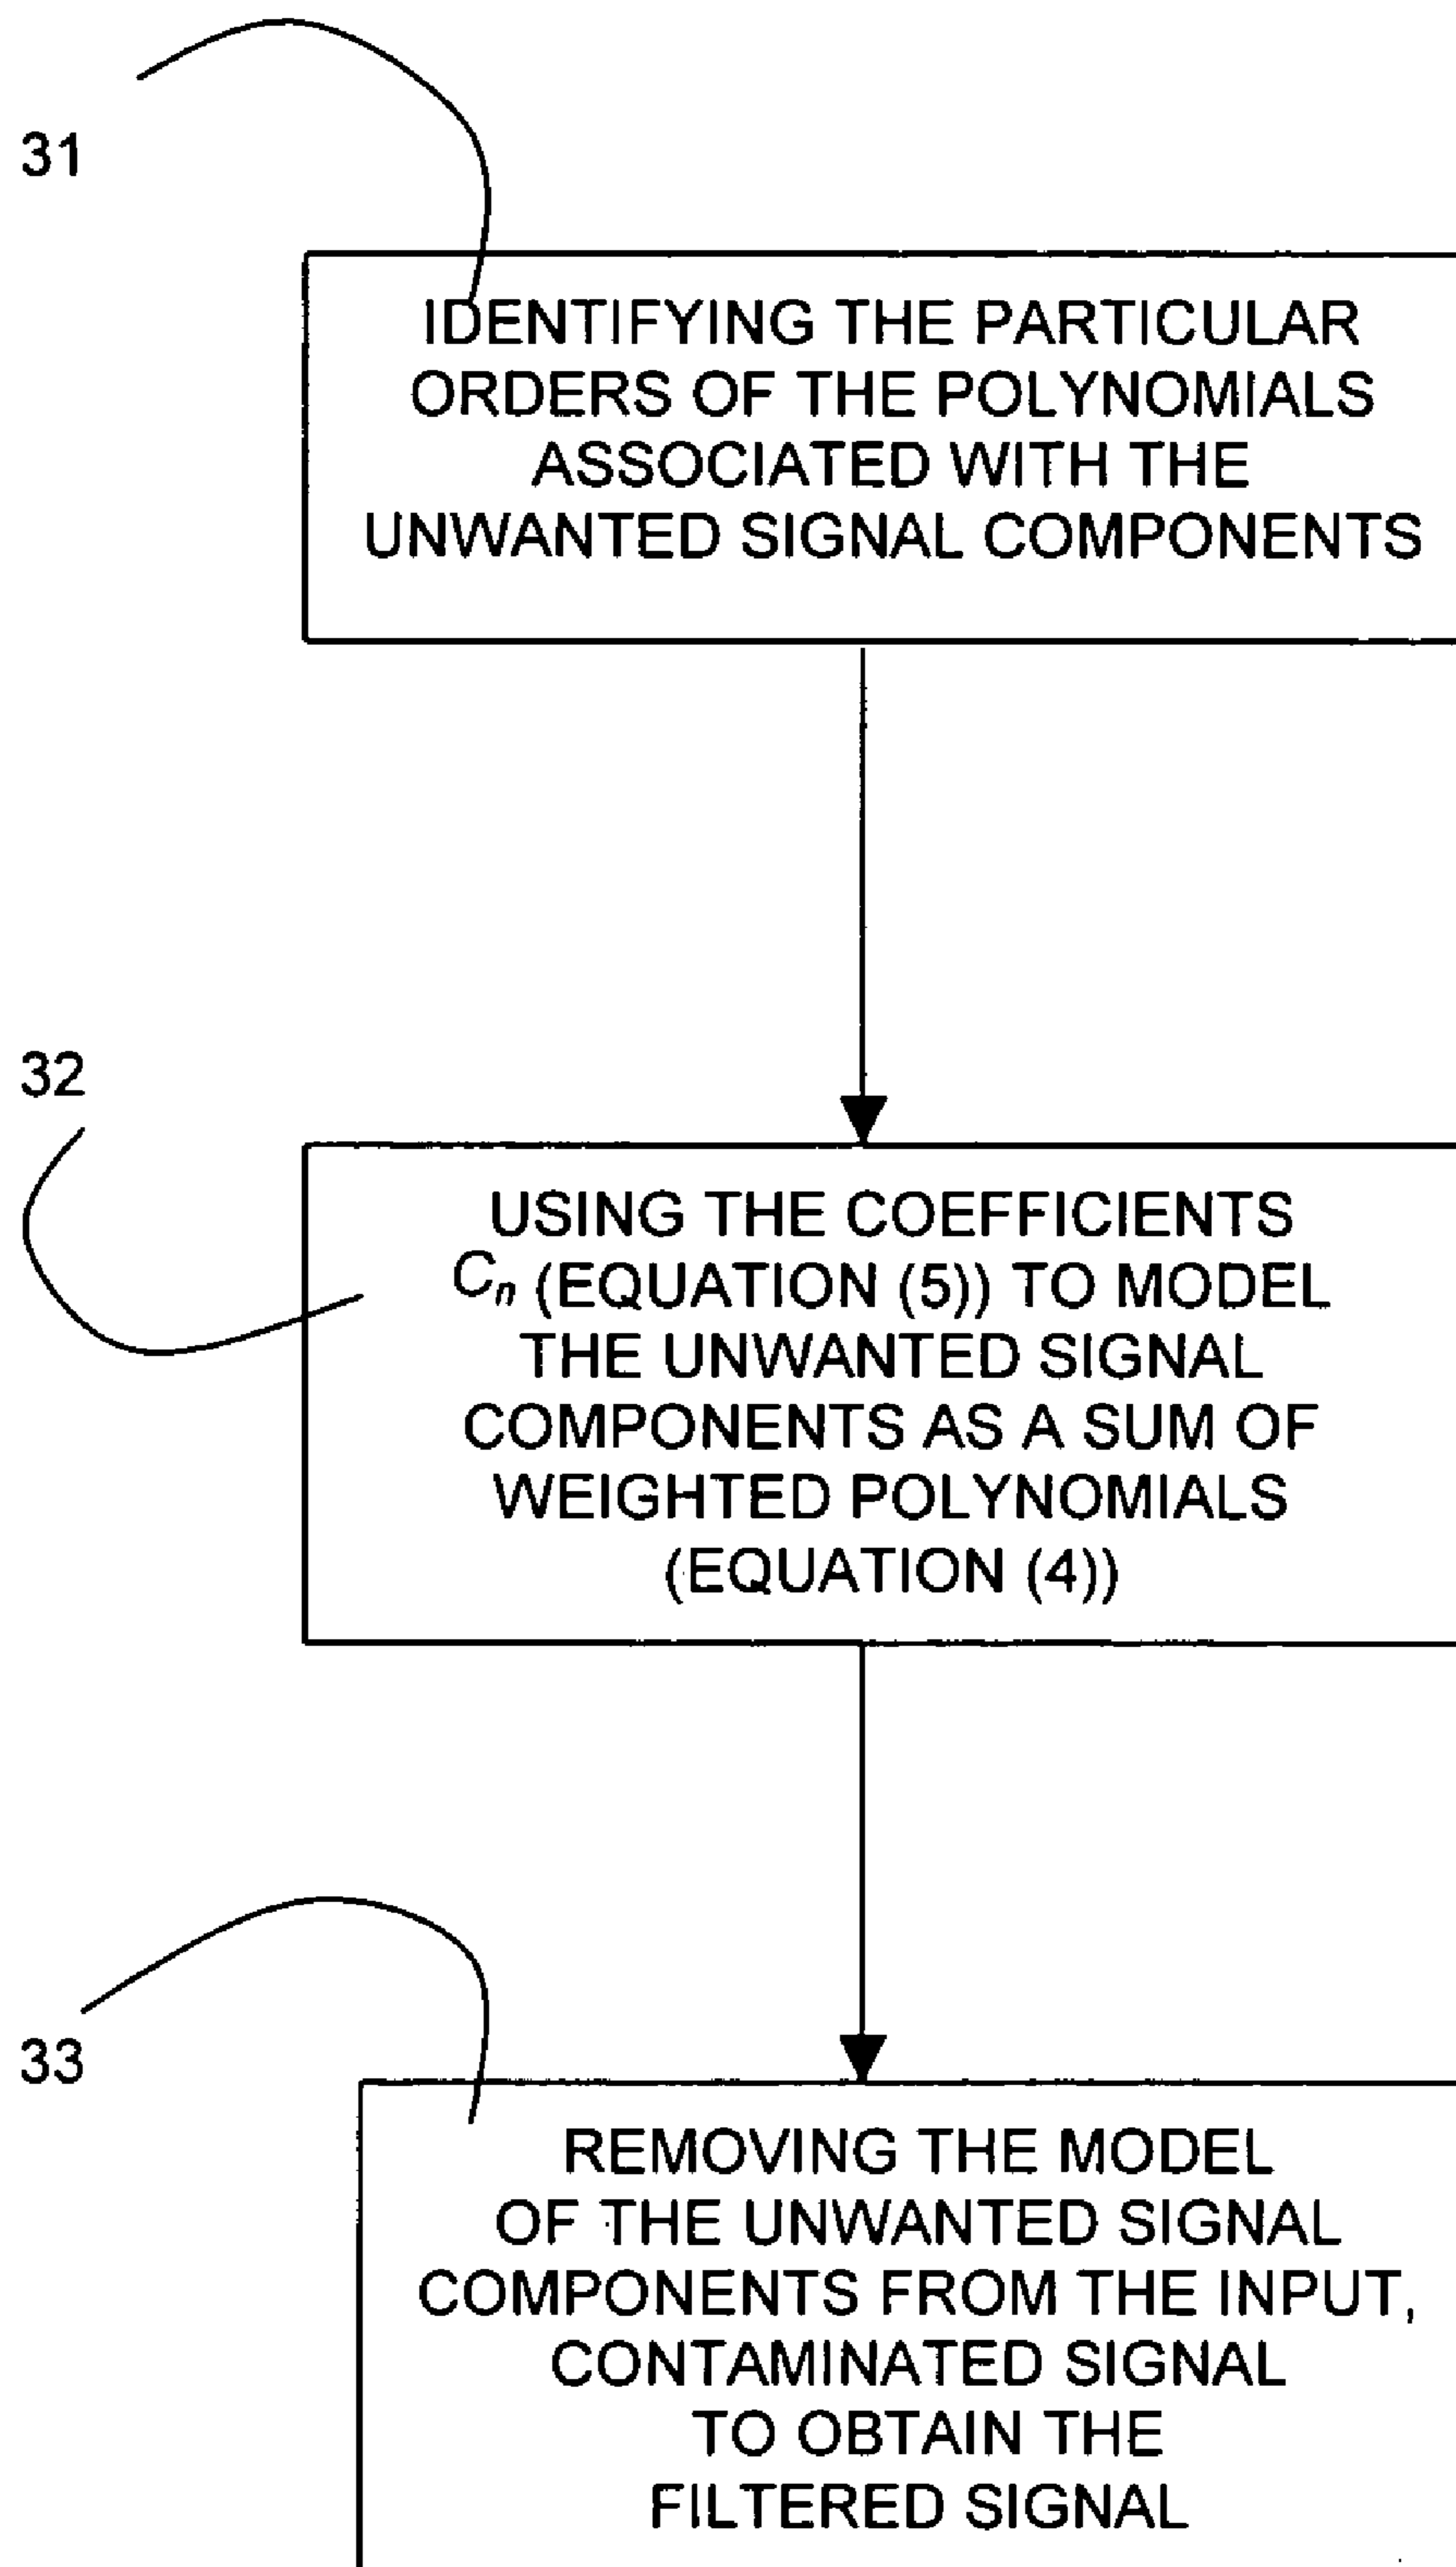 31
IDENTIFYING THE PARTICULAR
ORDERS OF THE POLYNOMIALS
ASSOCIATED WITH THE
UNWANTED SIGNAL COMPONENTS
32
USING THE COEFFICIENTS
Cn (EQUATION (5)) TO MODEL
THE UNWANTED SIGNAL
COMPONENTS AS A SUM OF
WEIGHTED POLYNOMIALS
(EQUATION (4))
33
REMOVING THE MODEL
OF THE UNWANTED SIGNAL
COMPONENTS FROM THE INPUT,
CONTAMINATED SIGNAL
TO OBTAIN THE
FILTERED SIGNAL